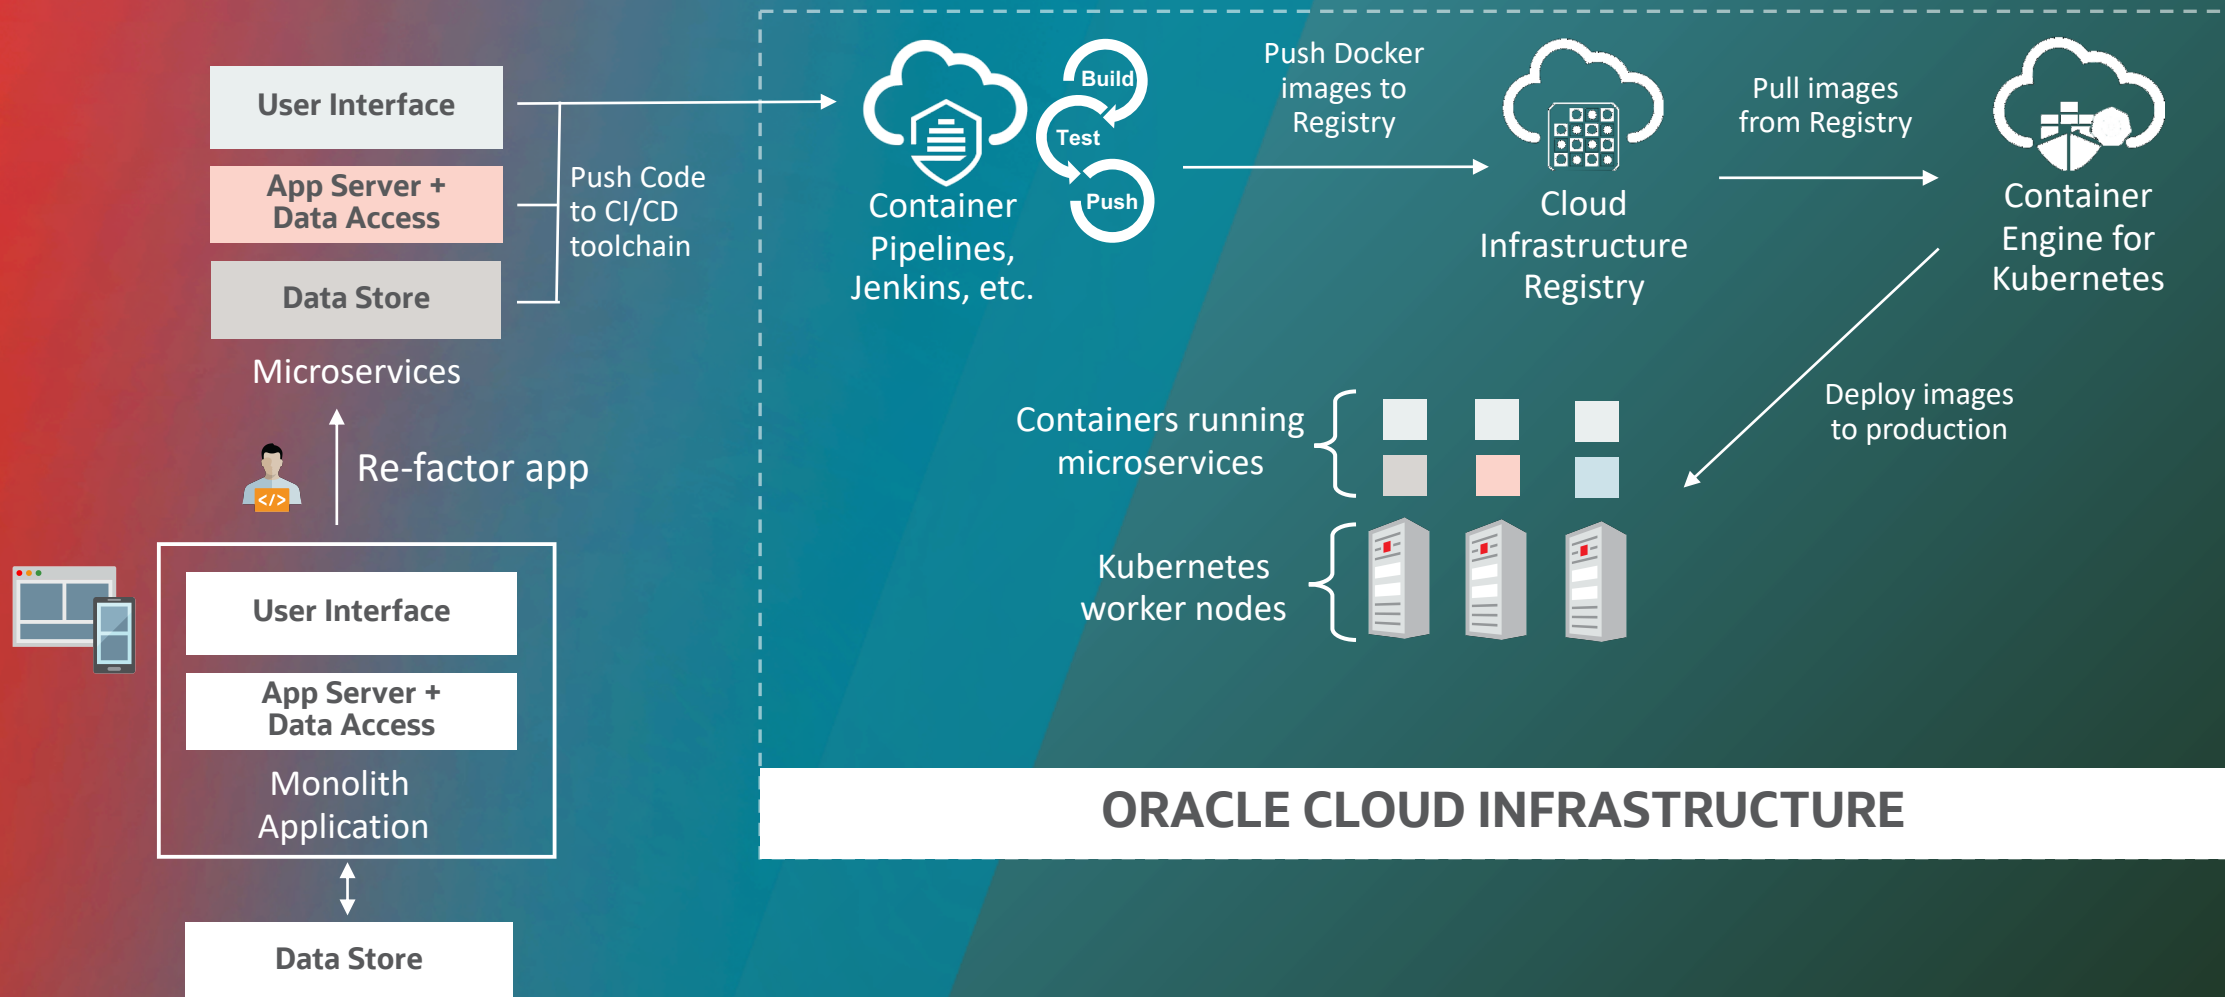 User Interface
App Server +
Data Access
Data Store
Microservices
Push Code
to CI/CD
toolchain
Re-factor app
</>
User Interface
App Server +
Data Access
Monolith
Application
Data Store
Container
Pipelines,
Jenkins, etc.
Build
Test
Push
Push Docker
images to
Registry
Cloud
Infrastructure
Registry
Pull images
from Registry
Container
Engine for
Kubernetes
Deploy images
to production
Containers running
microservices
Kubernetes
worker nodes
ORACLE CLOUD INFRASTRUCTURE